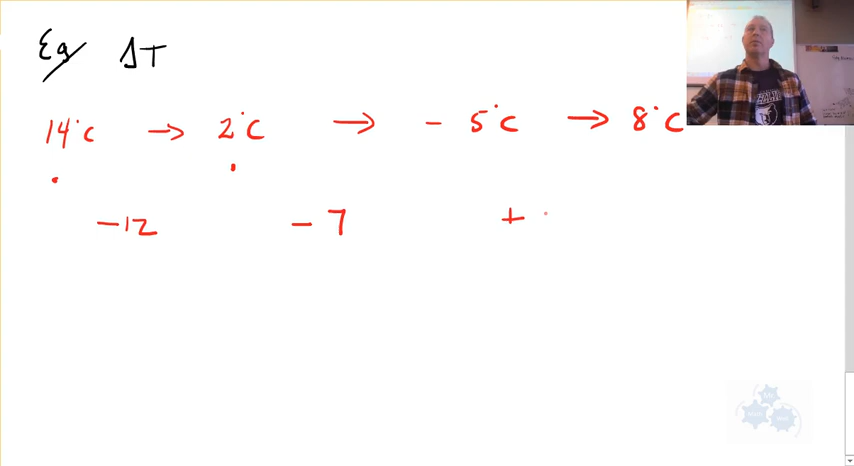 Eg ΔT
14°C → 2°C → - 5°C → 8°C
-12 - 7 +